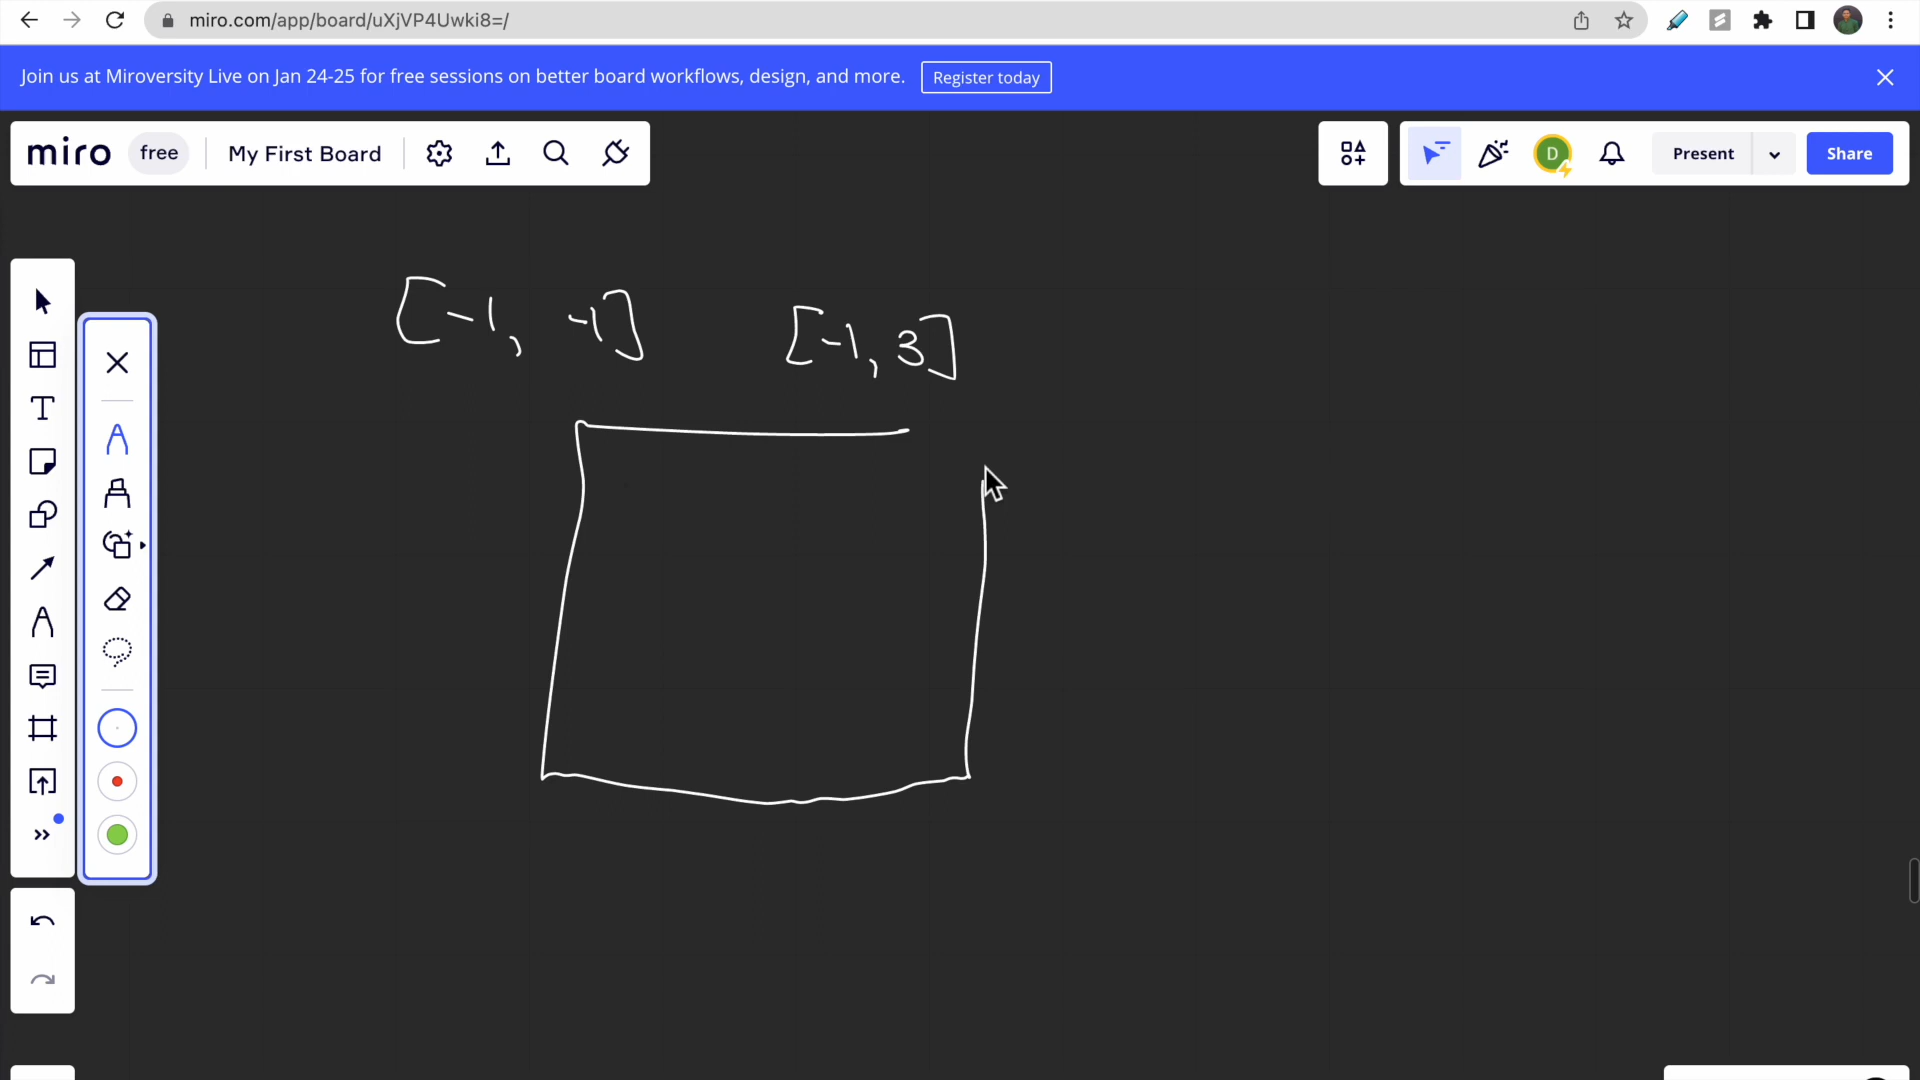 miro.com/app/board/uXjVP4Uwki8=/
Join us at Miroversity Live on Jan 24-25 for free sessions on better board workflows, design, and more. Register today
miro free My First Board
D Present Share
[-1, -1] [-1, 3]